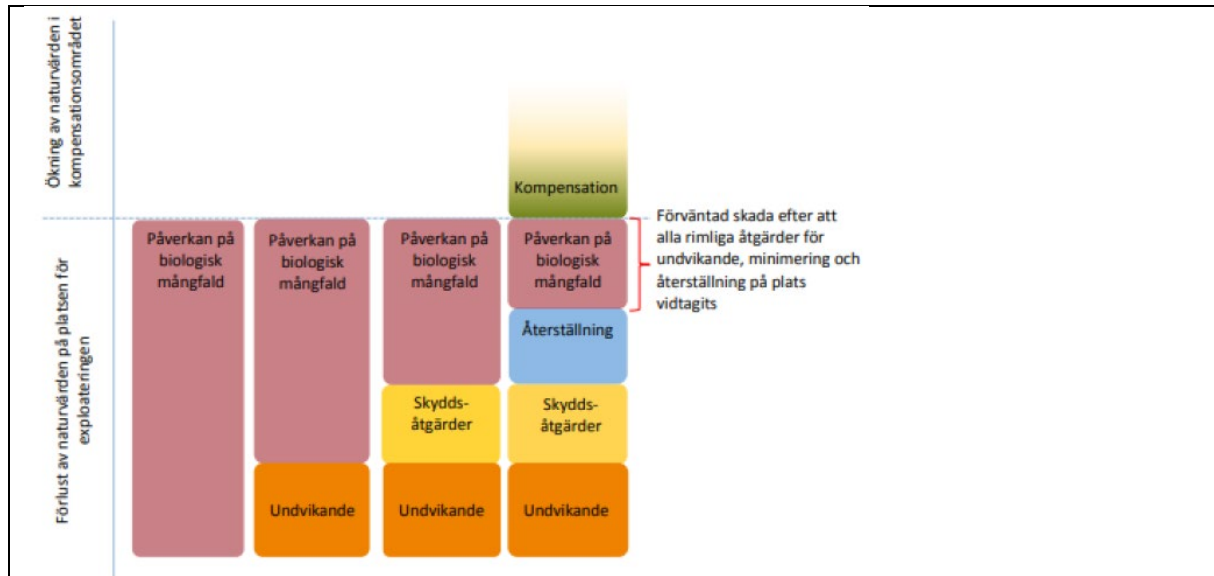 Ökning av naturvärden i
kompensationsområdet
Förlust av naturvärden på platsen för
exploateringen
Påverkan på
biologisk
mångfald
Påverkan på
biologisk
mångfald
Undvikande
Påverkan på
biologisk
mångfald
Skydds-
åtgärder
Undvikande
Kompensation
Påverkan på
biologisk
mångfald
Återställning
Skydds-
åtgärder
Undvikande
Förväntad skada efter att
alla rimliga åtgärder för
undvikande, minimering och
återställning på plats
vidtagits